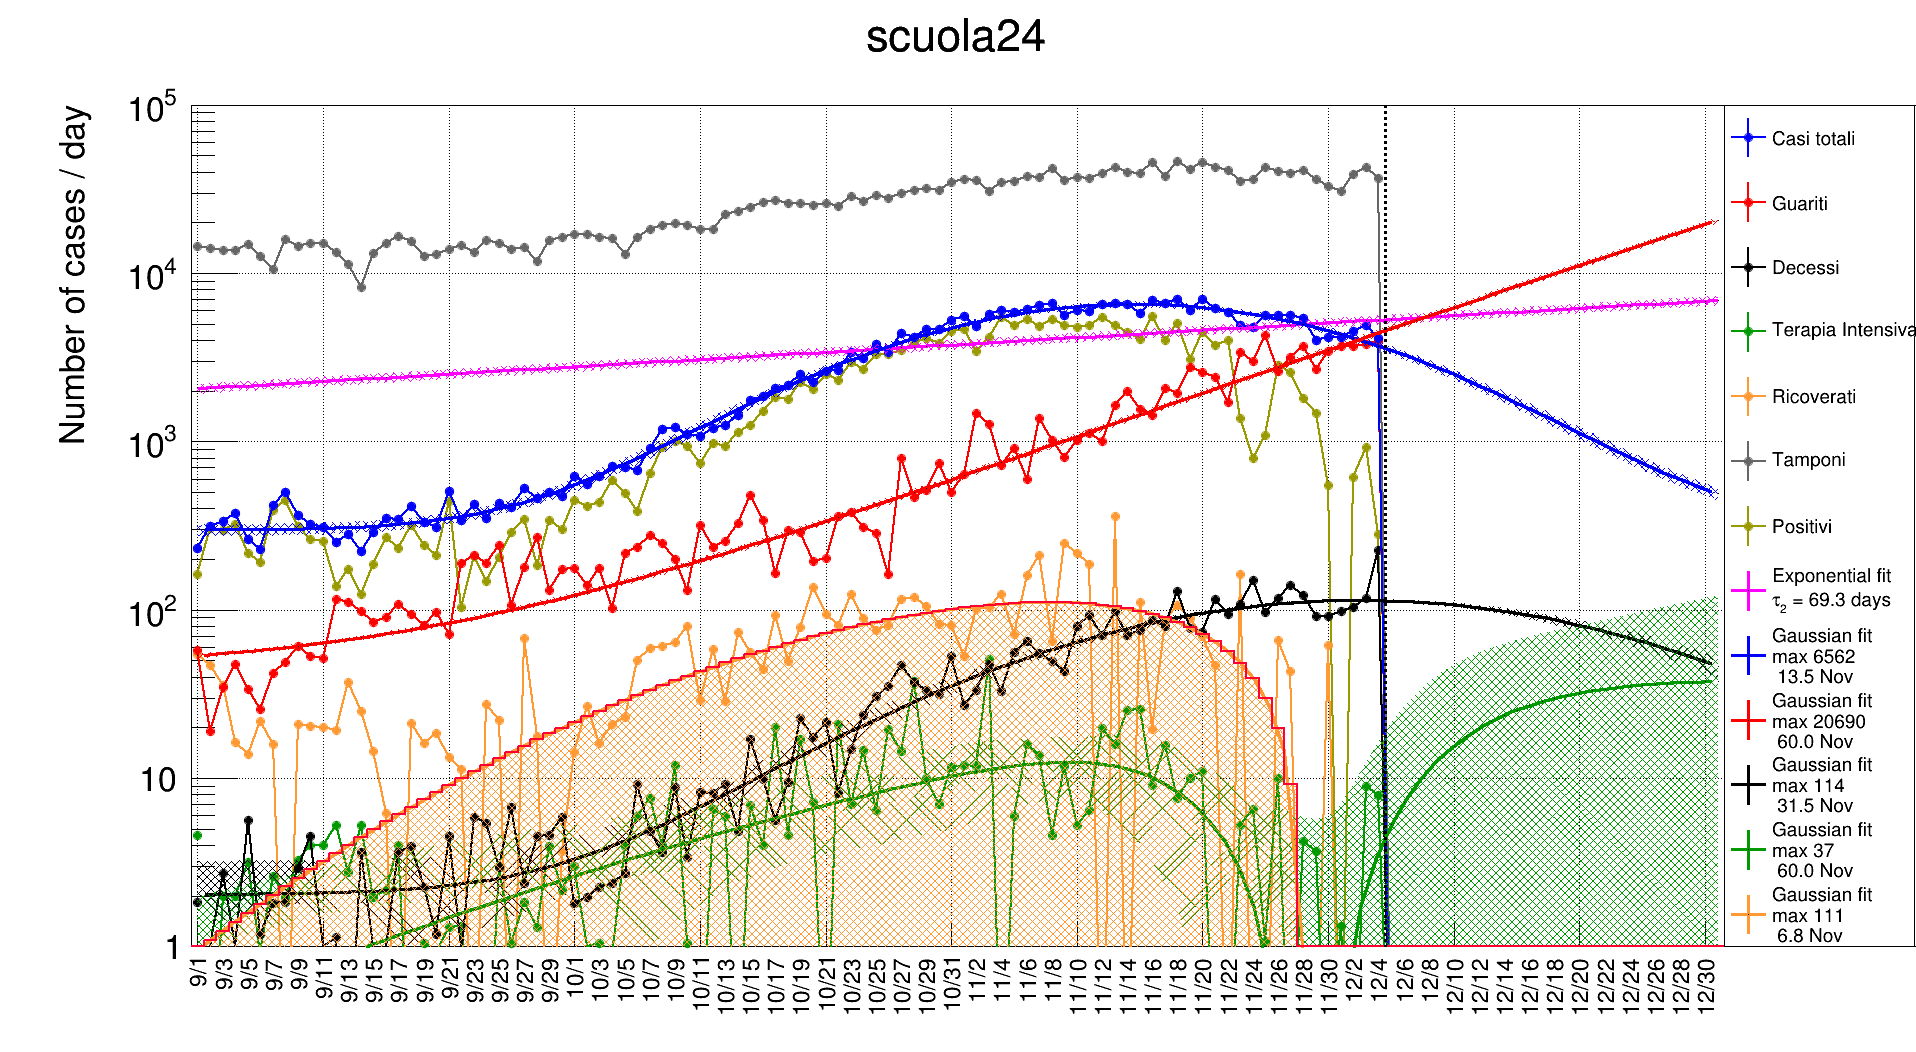 scuola24
Number of cases / day
10⁵
10⁴
10³
10²
10
1
9/1
9/3
9/5
9/7
9/9
9/11
9/13
9/15
9/17
9/19
9/21
9/23
9/25
9/27
9/29
10/1
10/3
10/5
10/7
10/9
10/11
10/13
10/15
10/17
10/19
10/21
10/23
10/25
10/27
10/29
10/31
11/2
11/4
11/6
11/8
11/10
11/12
11/14
11/16
11/18
11/20
11/22
11/24
11/26
11/28
11/30
12/2
12/4
12/6
12/8
12/10
12/12
12/14
12/16
12/18
12/20
12/22
12/24
12/26
12/28
12/30
Casi totali
Guariti
Decessi
Terapia Intensiva
Ricoverati
Tamponi
Positivi
Exponential fit
τ₂ = 69.3 days
Gaussian fit
max 6562
13.5 Nov
Gaussian fit
max 20690
60.0 Nov
Gaussian fit
max 114
31.5 Nov
Gaussian fit
max 37
60.0 Nov
Gaussian fit
max 111
6.8 Nov